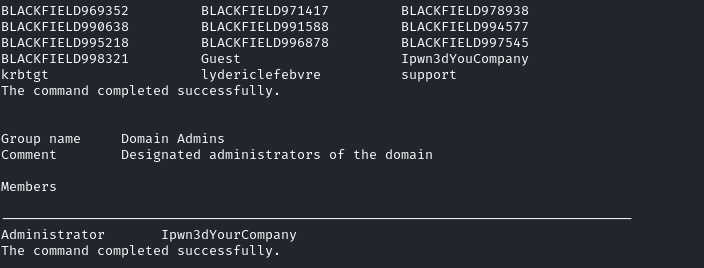 BLACKFIELD969352 BLACKFIELD971417 BLACKFIELD978938
BLACKFIELD990638 BLACKFIELD991588 BLACKFIELD994577
BLACKFIELD995218 BLACKFIELD996878 BLACKFIELD997545
BLACKFIELD998321 Guest Ipwn3dYouCompany
krbtgt lydericlefebvre support
The command completed successfully.
Group name Domain Admins
Comment Designated administrators of the domain
Members
Administrator Ipwn3dYourCompany
The command completed successfully.